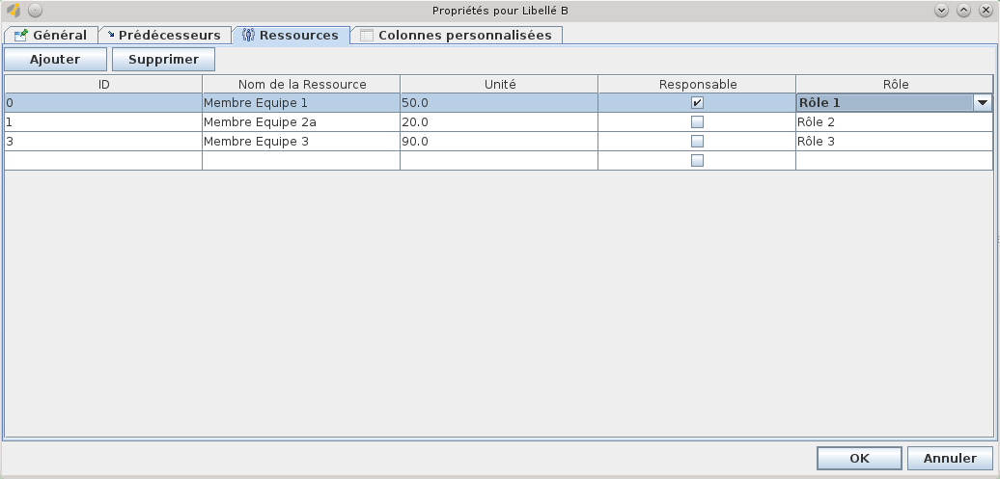 Propriétés pour Libellé B
Général Prédécesseurs Ressources Colonnes personnalisées
Ajouter Supprimer
ID Nom de la Ressource Unité Responsable Rôle
0 Membre Equipe 1 50.0 Rôle 1
1 Membre Equipe 2a 20.0 Rôle 2
3 Membre Equipe 3 90.0 Rôle 3
OK Annuler